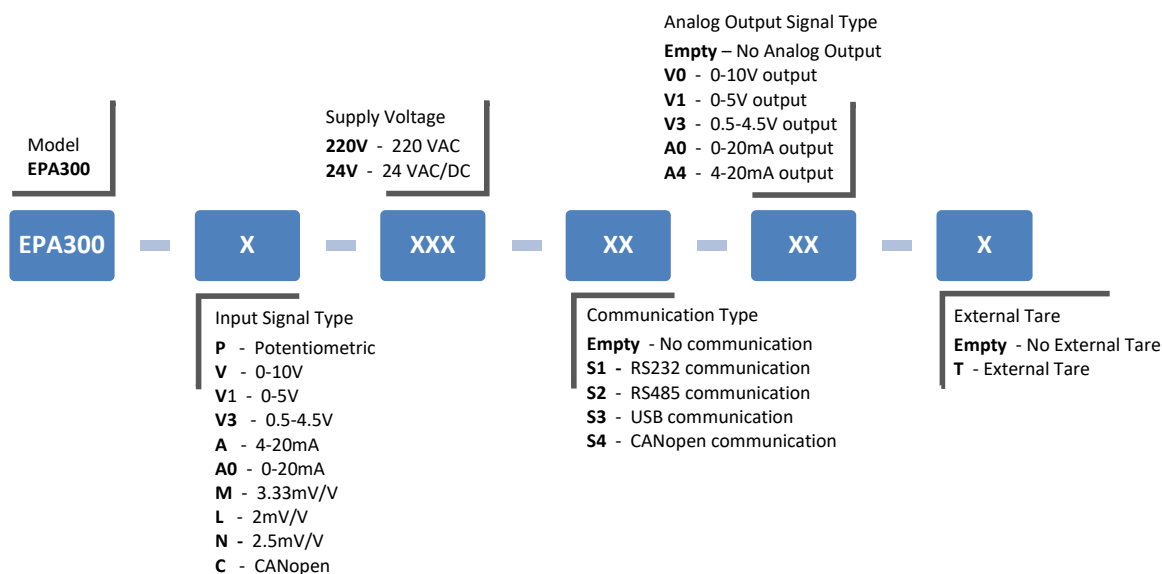 Analog Output Signal Type
Empty – No Analog Output
V0 - 0-10V output
V1 - 0-5V output
V3 - 0.5-4.5V output
A0 - 0-20mA output
A4 - 4-20mA output
Supply Voltage
220V - 220 VAC
24V - 24 VAC/DC
Model
EPA300
EPA300
X
XXX
XX
XX
X
Input Signal Type
P - Potentiometric
V - 0-10V
V1 - 0-5V
V3 - 0.5-4.5V
A - 4-20mA
A0 - 0-20mA
M - 3.33mV/V
L - 2mV/V
N - 2.5mV/V
C - CANopen
Communication Type
Empty - No communication
S1 - RS232 communication
S2 - RS485 communication
S3 - USB communication
S4 - CANopen communication
External Tare
Empty - No External Tare
T - External Tare